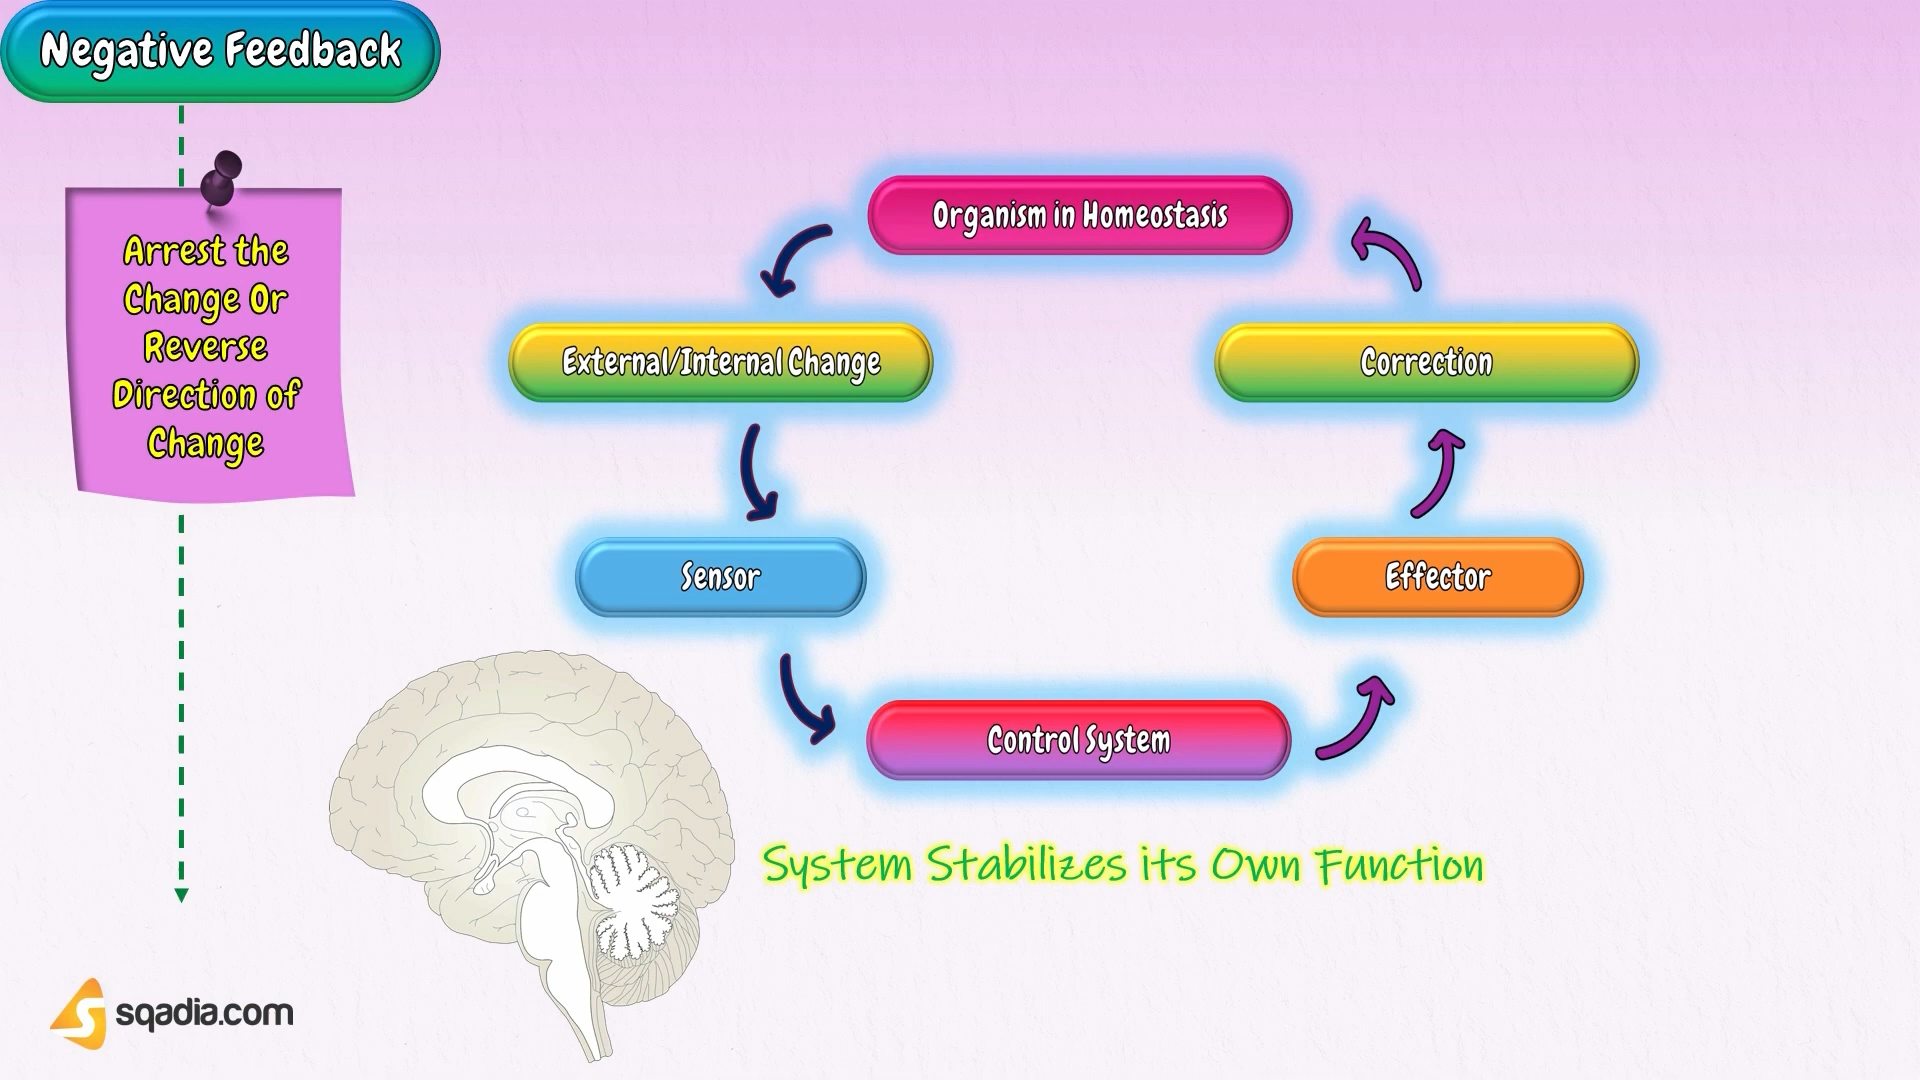 Negative Feedback
Arrest the
Change Or
Reverse
Direction of
Change
Organism in Homeostasis
External/Internal Change
Correction
Sensor
Effector
Control System
System Stabilizes its Own Function
sqadia.com